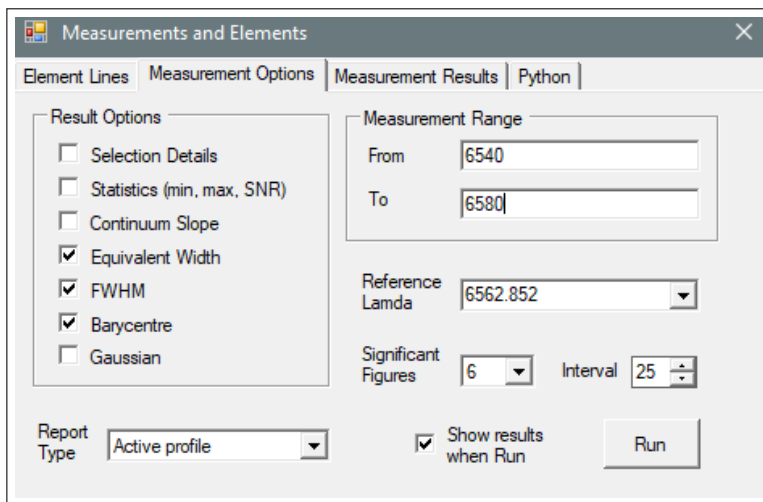 Measurements and Elements
Element Lines Measurement Options Measurement Results Python
Result Options
Selection Details
Statistics (min, max, SNR)
Continuum Slope
Equivalent Width
FWHM
Barycentre
Gaussian
Measurement Range
From 6540
To 6580
Reference
Lamda
6562.852
Significant
Figures
6
Interval 25
Report
Type
Active profile
Show results
when Run
Run